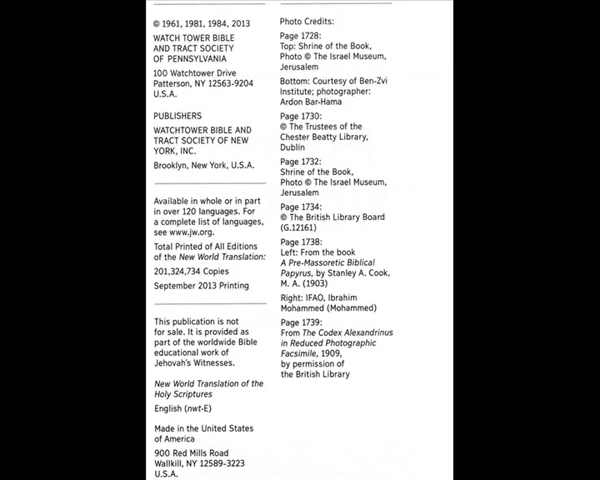 © 1961, 1981, 1984, 2013
WATCH TOWER BIBLE
AND TRACT SOCIETY
OF PENNSYLVANIA
100 Watchtower Drive
Patterson, NY 12563-9204
U.S.A.
PUBLISHERS
WATCHTOWER BIBLE AND
TRACT SOCIETY OF NEW
YORK, INC.
Brooklyn, New York, U.S.A.
Available in whole or in part
in over 120 languages. For
a complete list of languages,
see www.jw.org.
Total Printed of All Editions
of the New World Translation:
201,324,734 Copies
September 2013 Printing
This publication is not
for sale. It is provided as
part of the worldwide Bible
educational work of
Jehovah's Witnesses.
New World Translation of the
Holy Scriptures
English (nwt-E)
Made in the United States
of America
900 Red Mills Road
Wallkill, NY 12589-3223
U.S.A.
Photo Credits:
Page 1728:
Top: Shrine of the Book,
Photo © The Israel Museum,
Jerusalem
Bottom: Courtesy of Ben-Zvi
Institute; photographer:
Ardon Bar-Hama
Page 1730:
© The Trustees of the
Chester Beatty Library,
Dublin
Page 1732:
Shrine of the Book,
Photo © The Israel Museum,
Jerusalem
Page 1734:
© The British Library Board
(G.12161)
Page 1738:
Left: From the book
A Pre-Massoretic Biblical
Papyrus, by Stanley A. Cook,
M. A. (1903)
Right: IFAO, Ibrahim
Mohammed (Mohammed)
Page 1739:
From The Codex Alexandrinus
in Reduced Photographic
Facsimile, 1909,
by permission of
the British Library